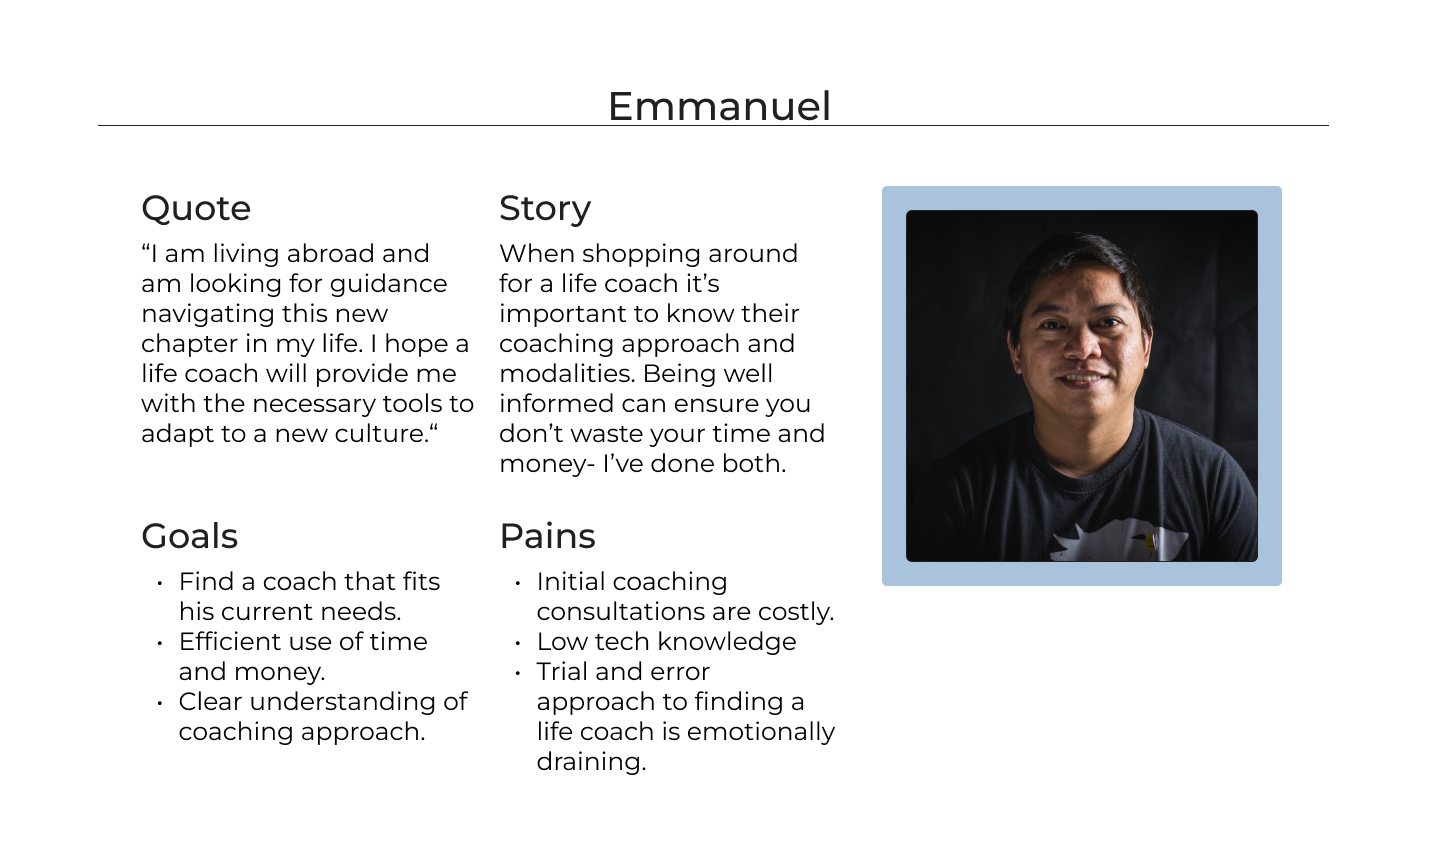 Emmanuel
Quote
“I am living abroad and
am looking for guidance
navigating this new
chapter in my life. I hope a
life coach will provide me
with the necessary tools to
adapt to a new culture.“
Story
When shopping around
for a life coach it’s
important to know their
coaching approach and
modalities. Being well
informed can ensure you
don’t waste your time and
money- I’ve done both.
Goals
• Find a coach that fits
his current needs.
• Efficient use of time
and money.
• Clear understanding of
coaching approach.
Pains
• Initial coaching
consultations are costly.
• Low tech knowledge
• Trial and error
approach to finding a
life coach is emotionally
draining.